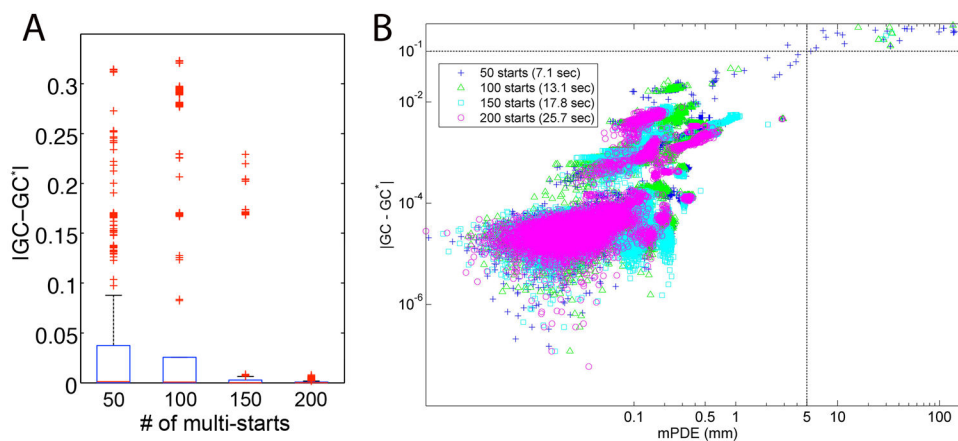 A
|GC–GC*|
0.3
0.25
0.2
0.15
0.1
0.05
0
50 100 150 200
# of multi-starts
B
|GC - GC*|
10-1
10-2
10-4
10-6
50 starts (7.1 sec)
100 starts (13.1 sec)
150 starts (17.8 sec)
200 starts (25.7 sec)
0.1 0.5 1 5 10 50 100
mPDE (mm)